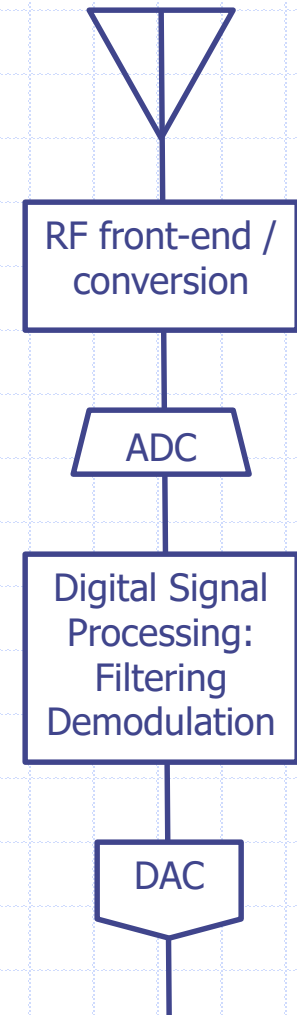 RF front-end /
conversion
ADC
Digital Signal
Processing:
Filtering
Demodulation
DAC